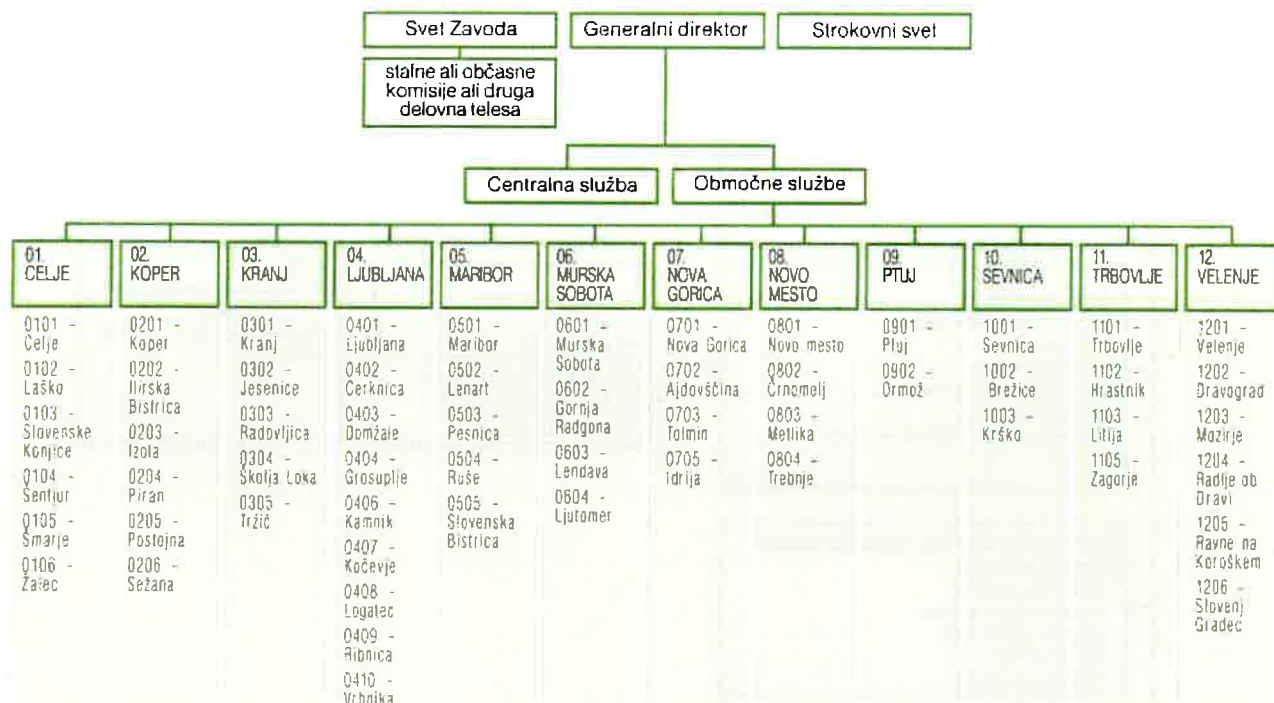 Svet Zavoda
Generalni direktor
Strokovni svet
stalne ali občasne
komisije ali druga
delovna telesa
Centralna služba
Območne službe
01.
CELJE
02.
KOPER
03.
KRANJ
04.
LJUBLJANA
05.
MARIBOR
06.
MURSKA
SOBOTA
07.
NOVA
GORICA
08.
NOVO
MESTO
09.
PTUJ
10.
SEVNICA
11.
TRBOVLJE
12.
VELENJE
0101 -
Celje
0102 -
Laško
0103 -
Slovenske
Konjice
0104 -
Šentjur
0105 -
Šmarje
0106 -
Žalec
0201 -
Koper
0202 -
Ilirska
Bistrica
0203 -
Izola
0204 -
Piran
0205 -
Postojna
0206 -
Sežana
0301 -
Kranj
0302 -
Jesenice
0303 -
Radovljica
0304 -
Škofja Loka
0305 -
Tržič
0401 -
Ljubljana
0402 -
Cerknica
0403 -
Domžale
0404 -
Grosuplje
0406 -
Kamnik
0407 -
Kočevje
0408 -
Logatec
0409 -
Ribnica
0410 -
Vrhnika
0501 -
Maribor
0502 -
Lenart
0503 -
Pesnica
0504 -
Ruše
0505 -
Slovenska
Bistrica
0601 -
Murska
Sobota
0602 -
Gornja
Radgona
0603 -
Lendava
0604 -
Ljutomer
0701 -
Nova Gorica
0702 -
Ajdovščina
0703 -
Tolmin
0705 -
Idrija
0801 -
Novo mesto
0802 -
Črnomelj
0803 -
Metlika
0804 -
Trebnje
0901 -
Ptuj
0902 -
Ormož
1001 -
Sevnica
1002 -
Brežice
1003 -
Krško
1101 -
Trbovlje
1102 -
Hrastnik
1103 -
Litija
1105 -
Zagorje
1201 -
Velenje
1202 -
Dravograd
1203 -
Mozirje
1204 -
Radlje ob
Dravi
1205 -
Ravne na
Koroškem
1206 -
Slovenj
Gradec